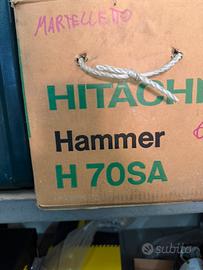 MARTELLETTO
HITACHI
Hammer
H 70SA
subito